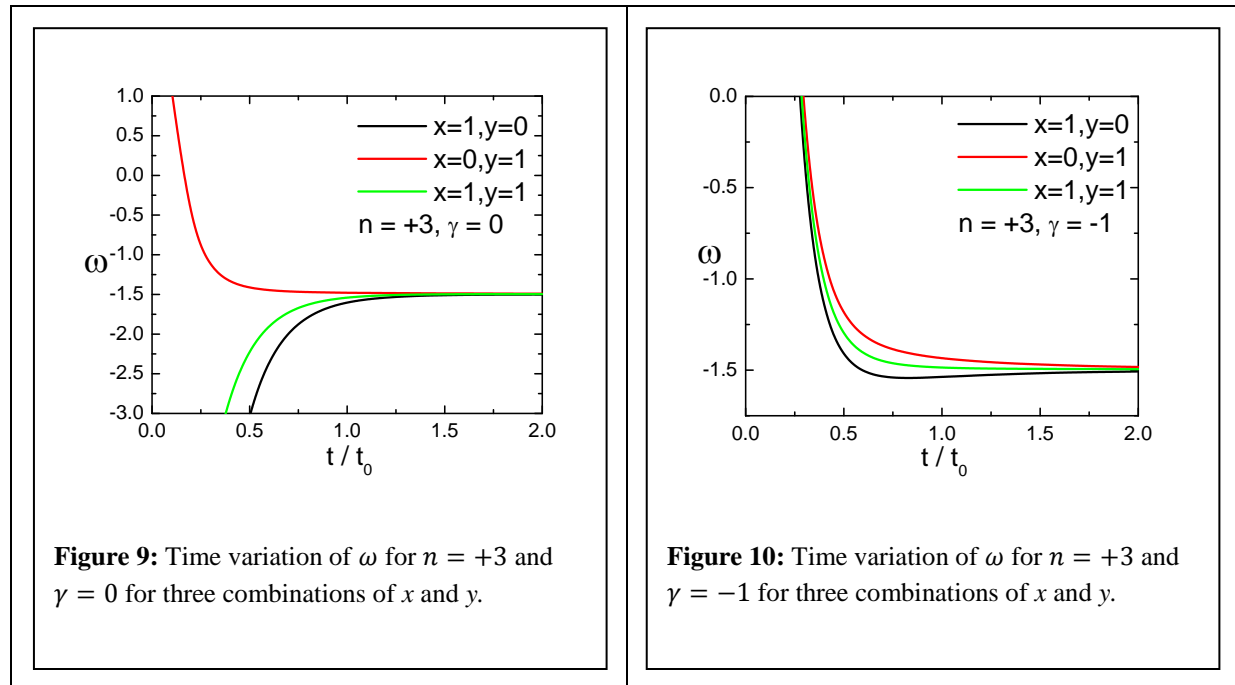 1.0
0.5
0.0
-0.5
-1.0
-1.5
-2.0
-2.5
-3.0
ω
x=1,y=0
x=0,y=1
x=1,y=1
n = +3, γ = 0
0.0 0.5 1.0 1.5 2.0
t / t0
Figure 9: Time variation of ω for n = +3 and
γ = 0 for three combinations of x and y.
0.0
-0.5
-1.0
-1.5
ω
x=1,y=0
x=0,y=1
x=1,y=1
n = +3, γ = -1
0.0 0.5 1.0 1.5 2.0
t / t0
Figure 10: Time variation of ω for n = +3 and
γ = −1 for three combinations of x and y.